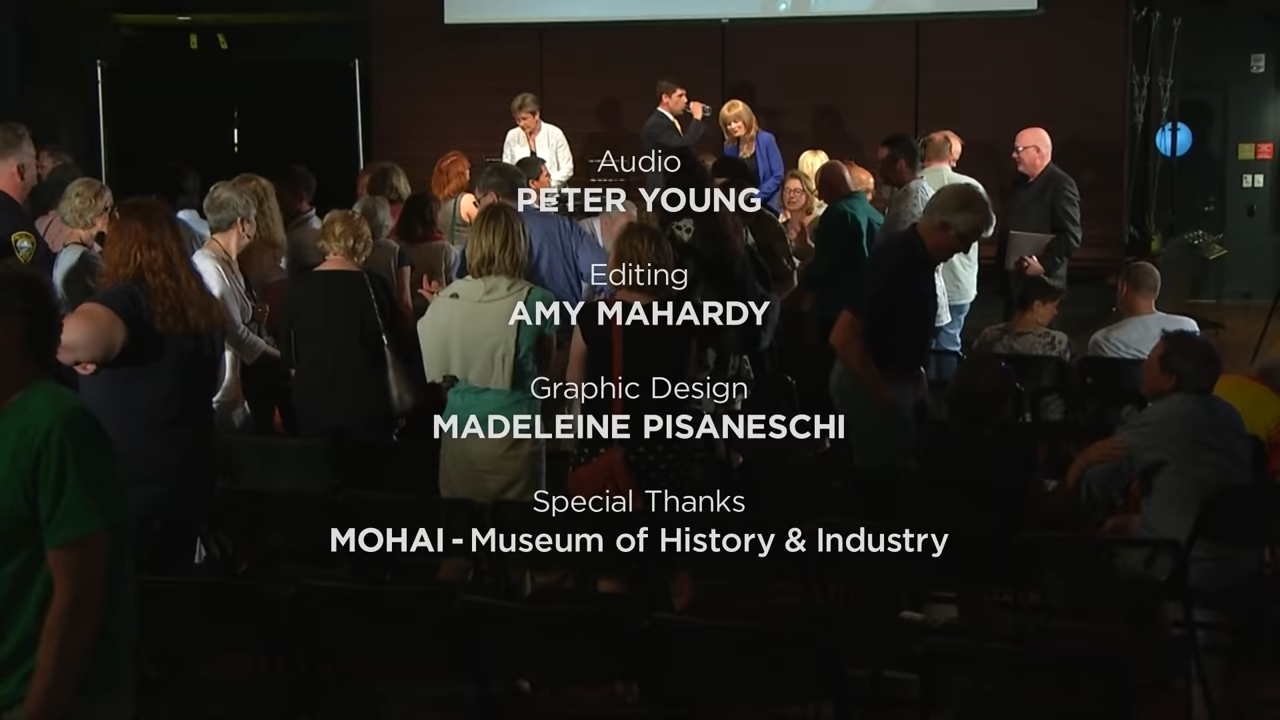 Audio
PETER YOUNG
Editing
AMY MAHARDY
Graphic Design
MADELEINE PISANESCHI
Special Thanks
MOHAI - Museum of History & Industry